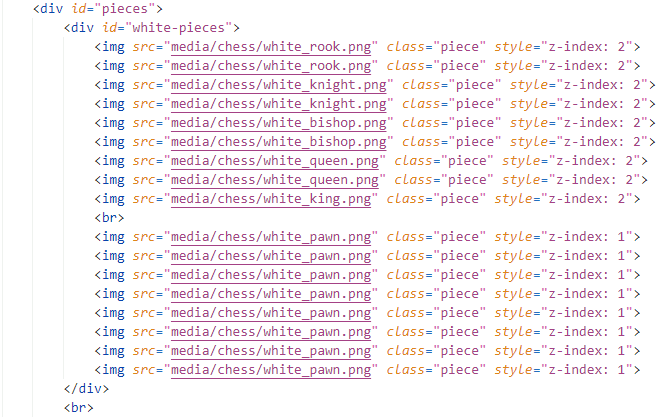 <div id="pieces">
<div id="white-pieces">
<img src="media/chess/white_rook.png" class="piece" style="z-index: 2">
<img src="media/chess/white_rook.png" class="piece" style="z-index: 2">
<img src="media/chess/white_knight.png" class="piece" style="z-index: 2">
<img src="media/chess/white_knight.png" class="piece" style="z-index: 2">
<img src="media/chess/white_bishop.png" class="piece" style="z-index: 2">
<img src="media/chess/white_bishop.png" class="piece" style="z-index: 2">
<img src="media/chess/white_queen.png" class="piece" style="z-index: 2">
<img src="media/chess/white_queen.png" class="piece" style="z-index: 2">
<img src="media/chess/white_king.png" class="piece" style="z-index: 2">
<br>
<img src="media/chess/white_pawn.png" class="piece" style="z-index: 1">
<img src="media/chess/white_pawn.png" class="piece" style="z-index: 1">
<img src="media/chess/white_pawn.png" class="piece" style="z-index: 1">
<img src="media/chess/white_pawn.png" class="piece" style="z-index: 1">
<img src="media/chess/white_pawn.png" class="piece" style="z-index: 1">
<img src="media/chess/white_pawn.png" class="piece" style="z-index: 1">
<img src="media/chess/white_pawn.png" class="piece" style="z-index: 1">
<img src="media/chess/white_pawn.png" class="piece" style="z-index: 1">
</div>
<br>